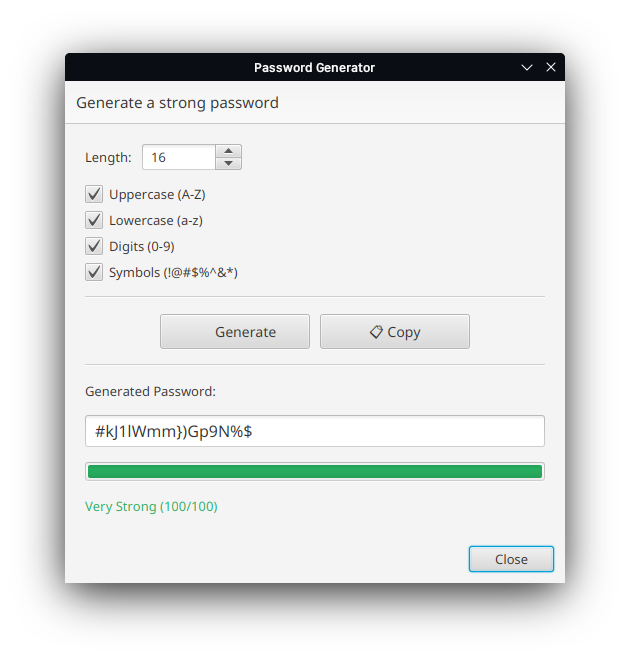 Password Generator
Generate a strong password
Length: 16
Uppercase (A-Z)
Lowercase (a-z)
Digits (0-9)
Symbols (!@#$%^&*)
Generate Copy
Generated Password:
#kJ1lWmm})Gp9N%$
Very Strong (100/100)
Close